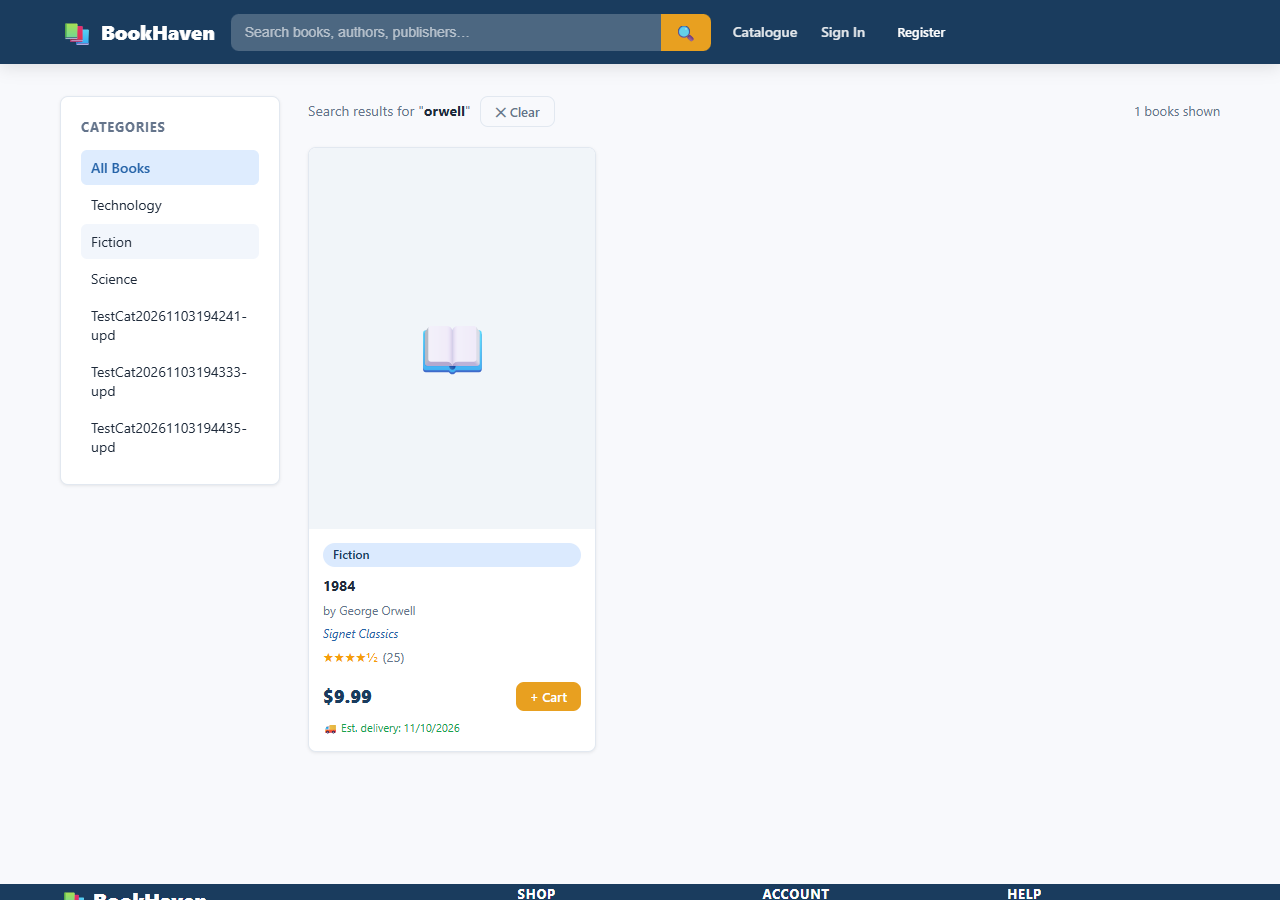 BookHaven
Search books, authors, publishers...
Catalogue
Sign In
Register
CATEGORIES
All Books
Technology
Fiction
Science
TestCat20261103194241-
upd
TestCat20261103194333-
upd
TestCat20261103194435-
upd
Search results for "orwell"
✕ Clear
1 books shown
Fiction
1984
by George Orwell
Signet Classics
★★★★½ (25)
$9.99
+ Cart
Est. delivery: 11/10/2026
BookHaven
SHOP
ACCOUNT
HELP